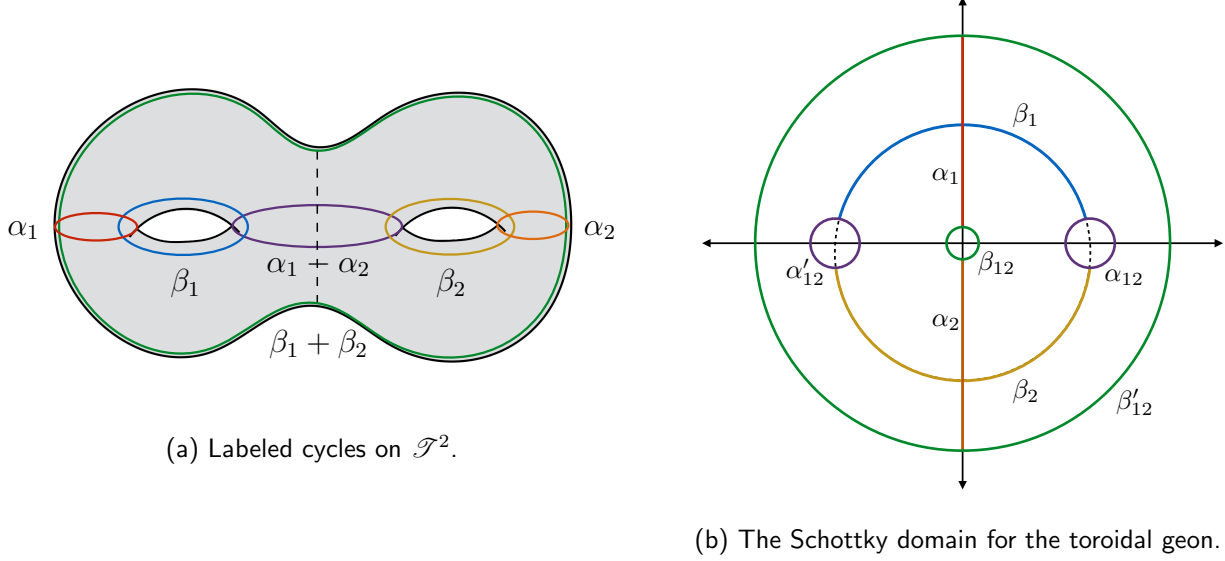 α₁
β₁
α₁ + α₂
β₂
α₂
β₁ + β₂
(a) Labeled cycles on 𝒯².
β₁
α₁
α′₁₂
β₁₂
α₁₂
α₂
β₂
β′₁₂
(b) The Schottky domain for the toroidal geon.